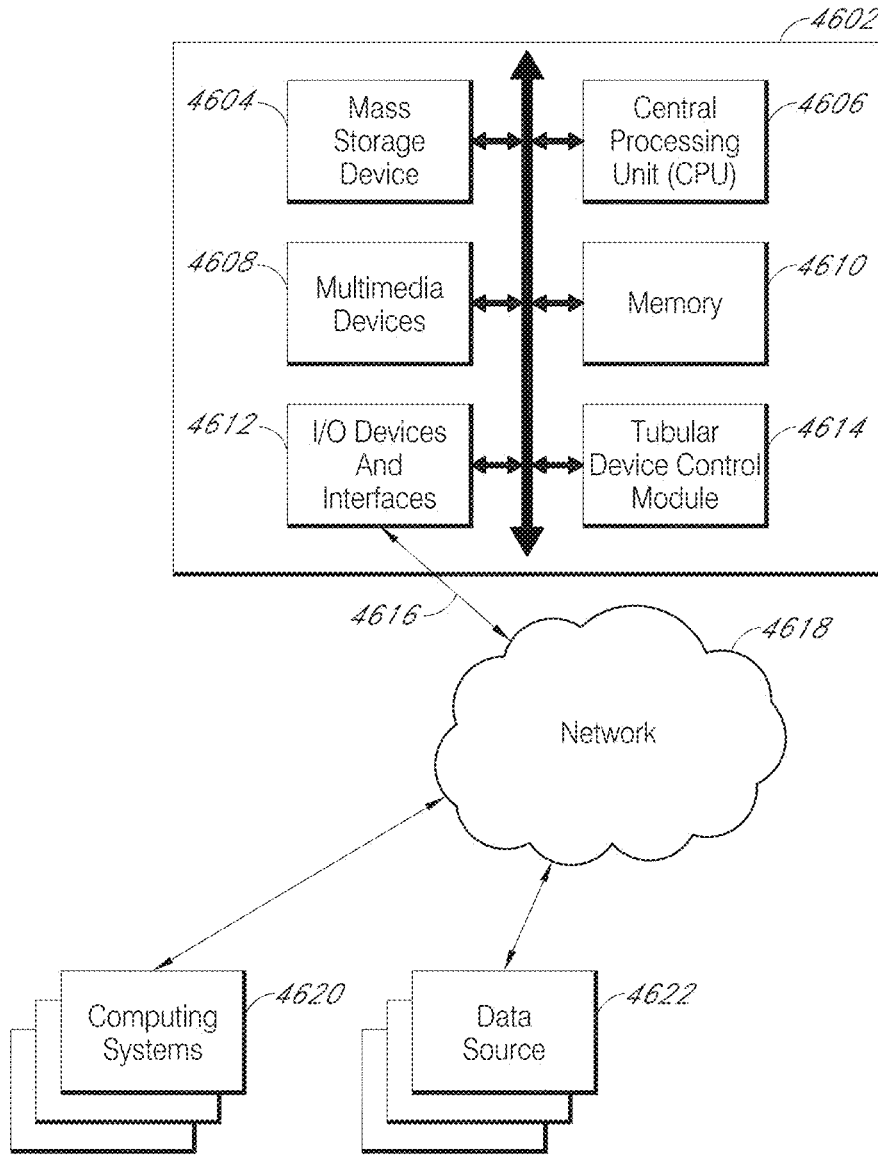 4602
4604
Mass
Storage
Device
Central
Processing
Unit (CPU)
4606
4608
Multimedia
Devices
Memory
4610
4612
I/O Devices
And
Interfaces
Tubular
Device Control
Module
4614
4616
4618
Network
Computing
Systems
4620
Data
Source
4622